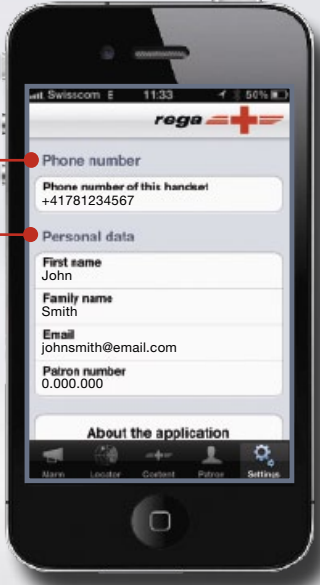 Swisscom E 11:33 50%
rega
Phone number
Phone number of this handset
+41781234567
Personal data
First name
John
Family name
Smith
Email
johnsmith@email.com
Patron number
0.000.000
About the application
Alarm Locator Content Patron Settings